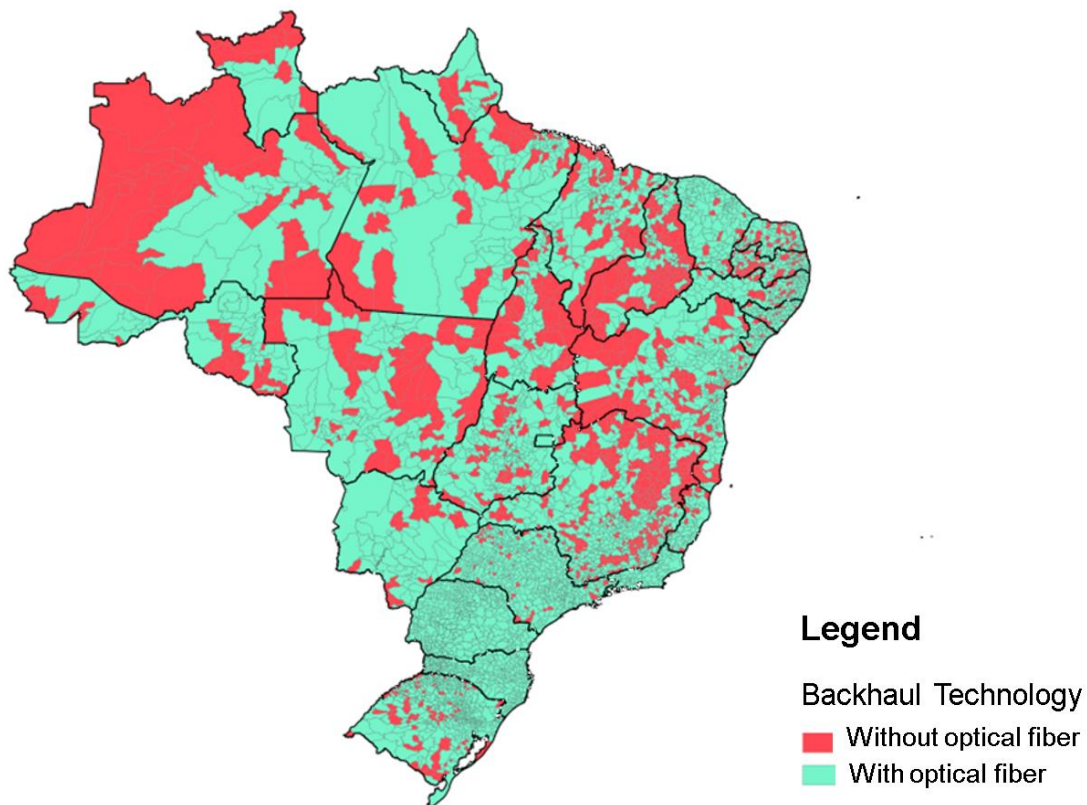 Legend
Backhaul Technology
Without optical fiber
With optical fiber